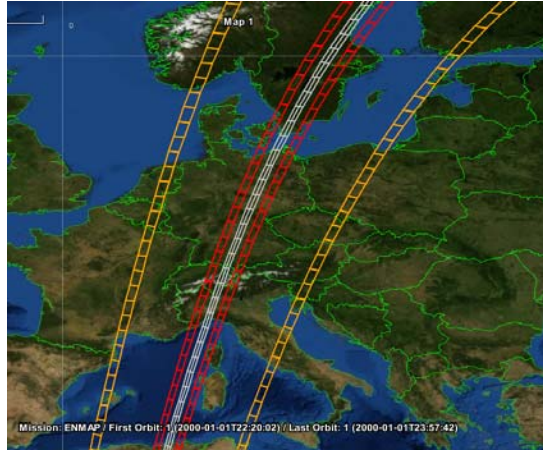 Map 1
0
Mission: ENMAP / First Orbit: 1 (2000-01-01T22:20:02) / Last Orbit: 1 (2000-01-01T23:57:42)